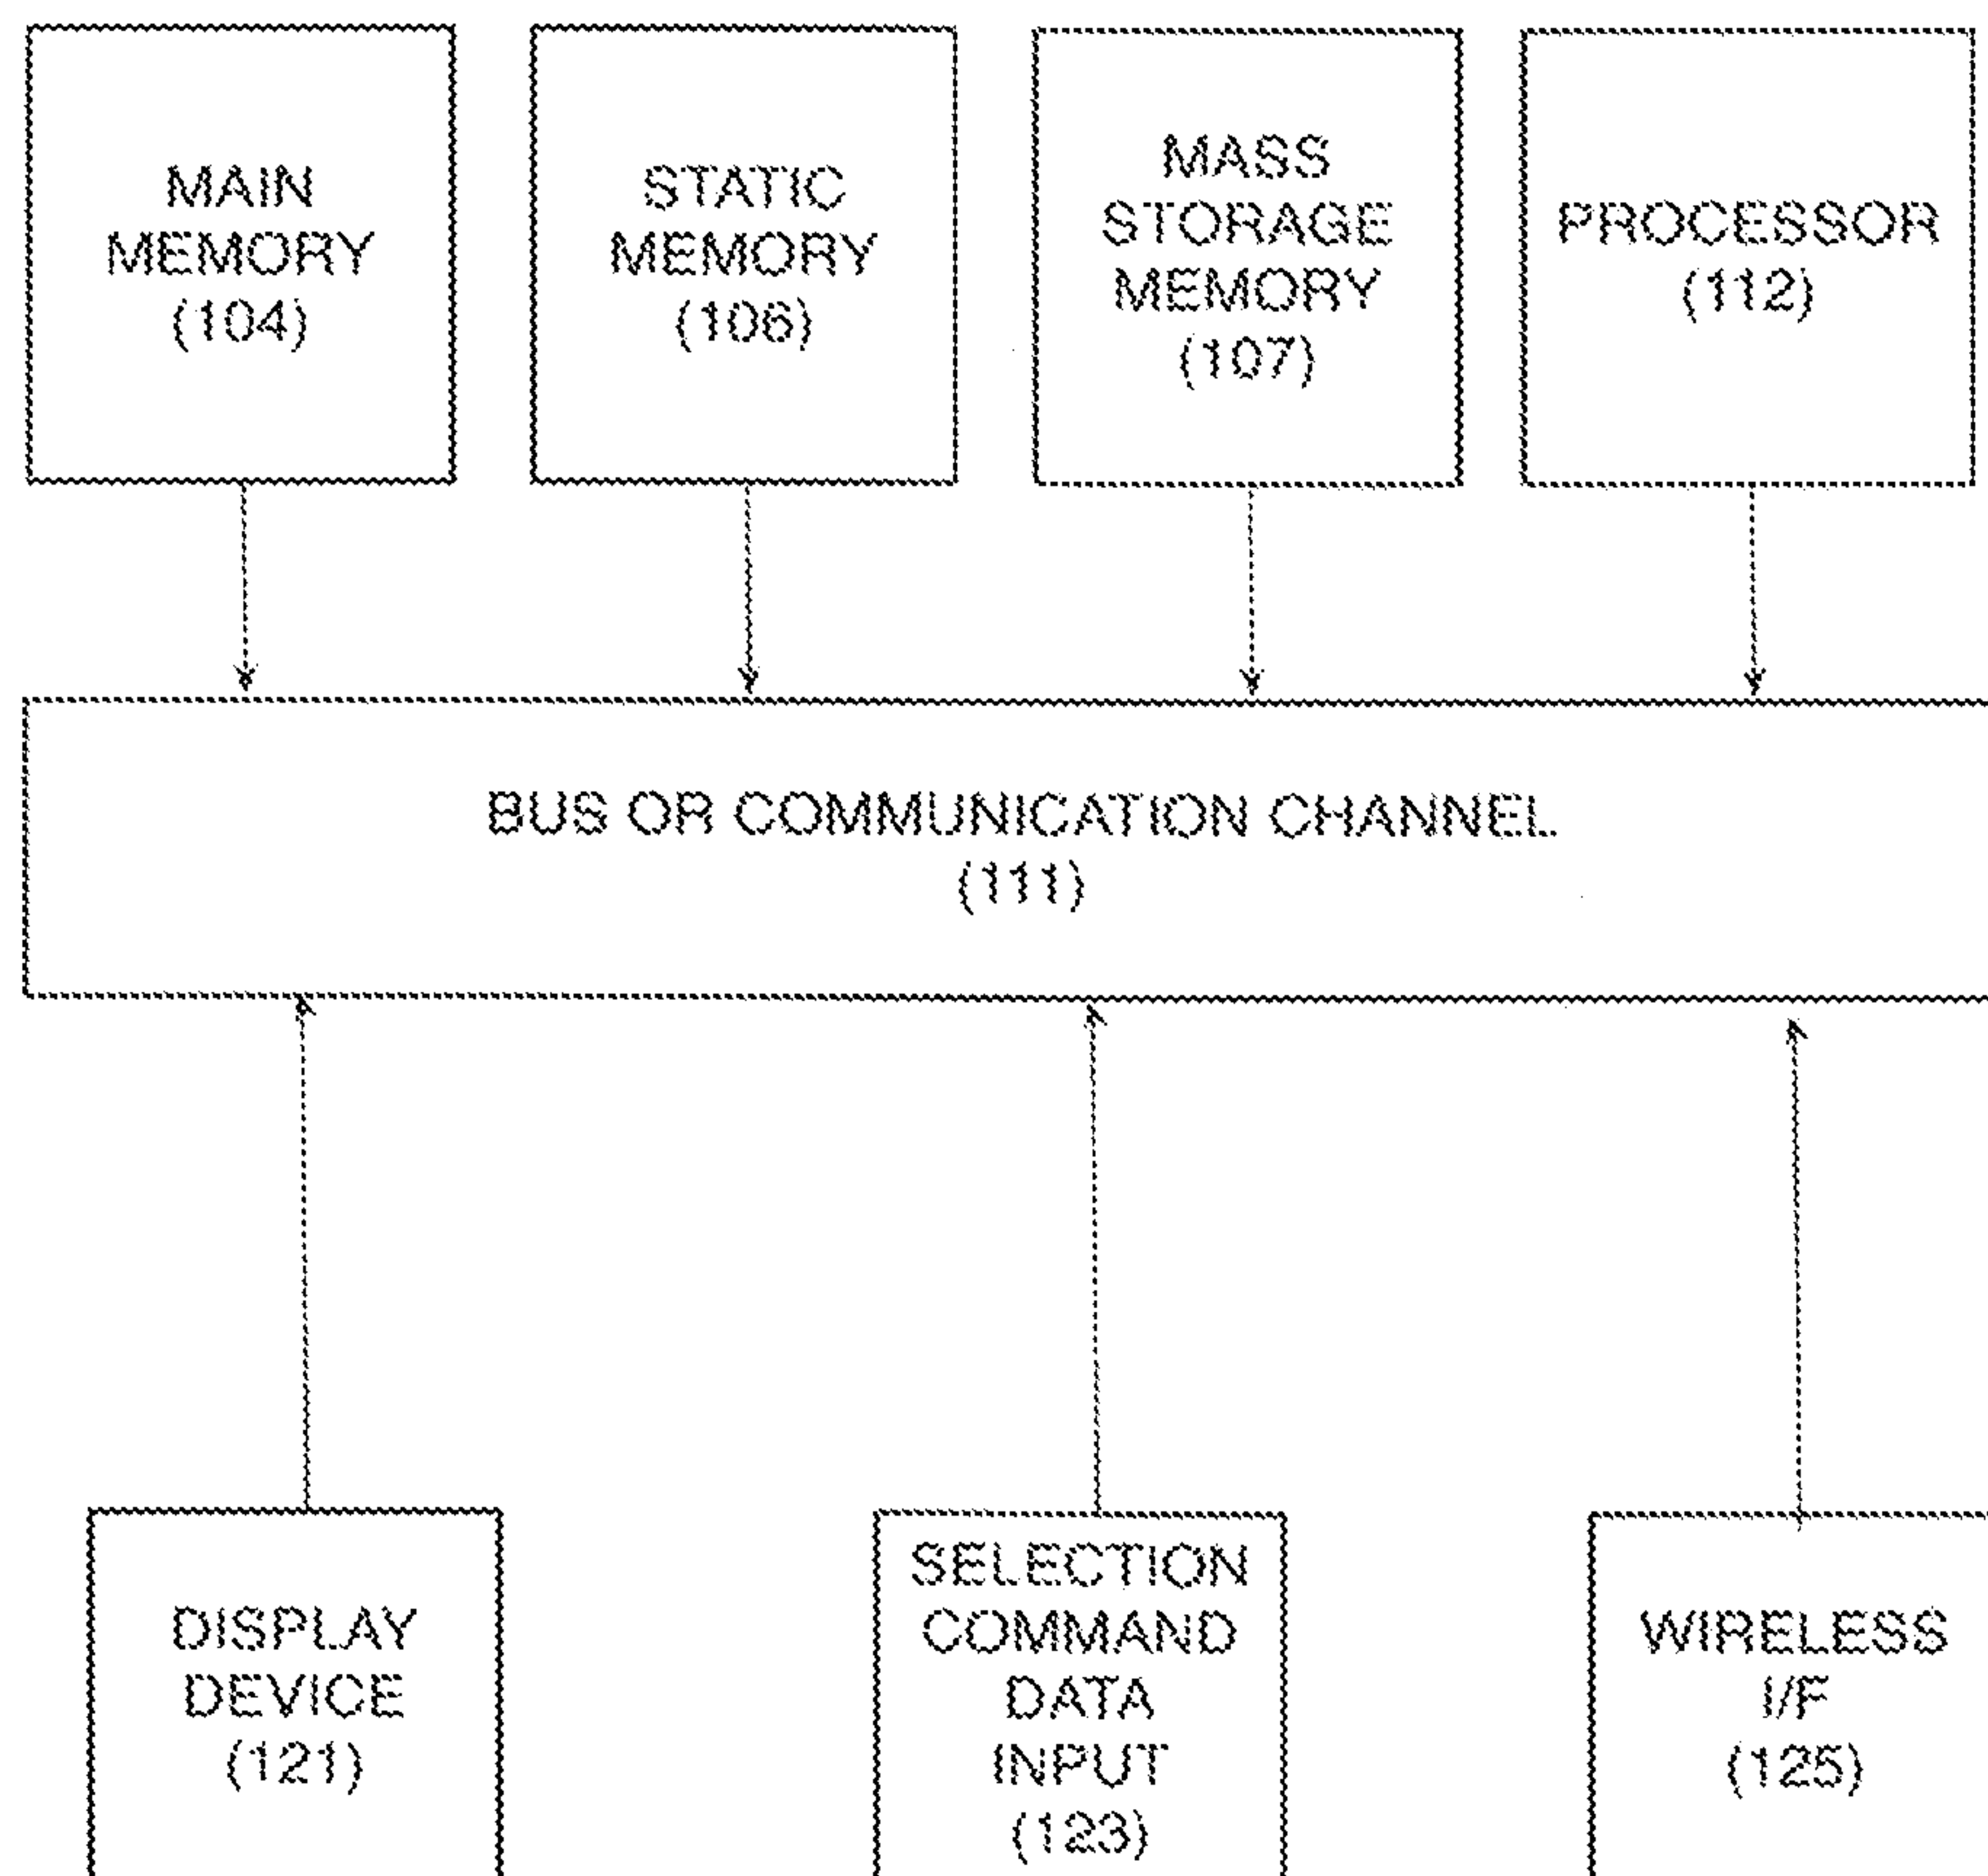 MAIN
MEMORY
(104)
STATIC
MEMORY
(106)
MASS
STORAGE
MEMORY
(107)
PROCESSOR
(112)
BUS OR COMMUNICATION CHANNEL
(111)
DISPLAY
DEVICE
(121)
SELECTION
COMMAND
DATA
INPUT
(123)
WIRELESS
I/F
(125)